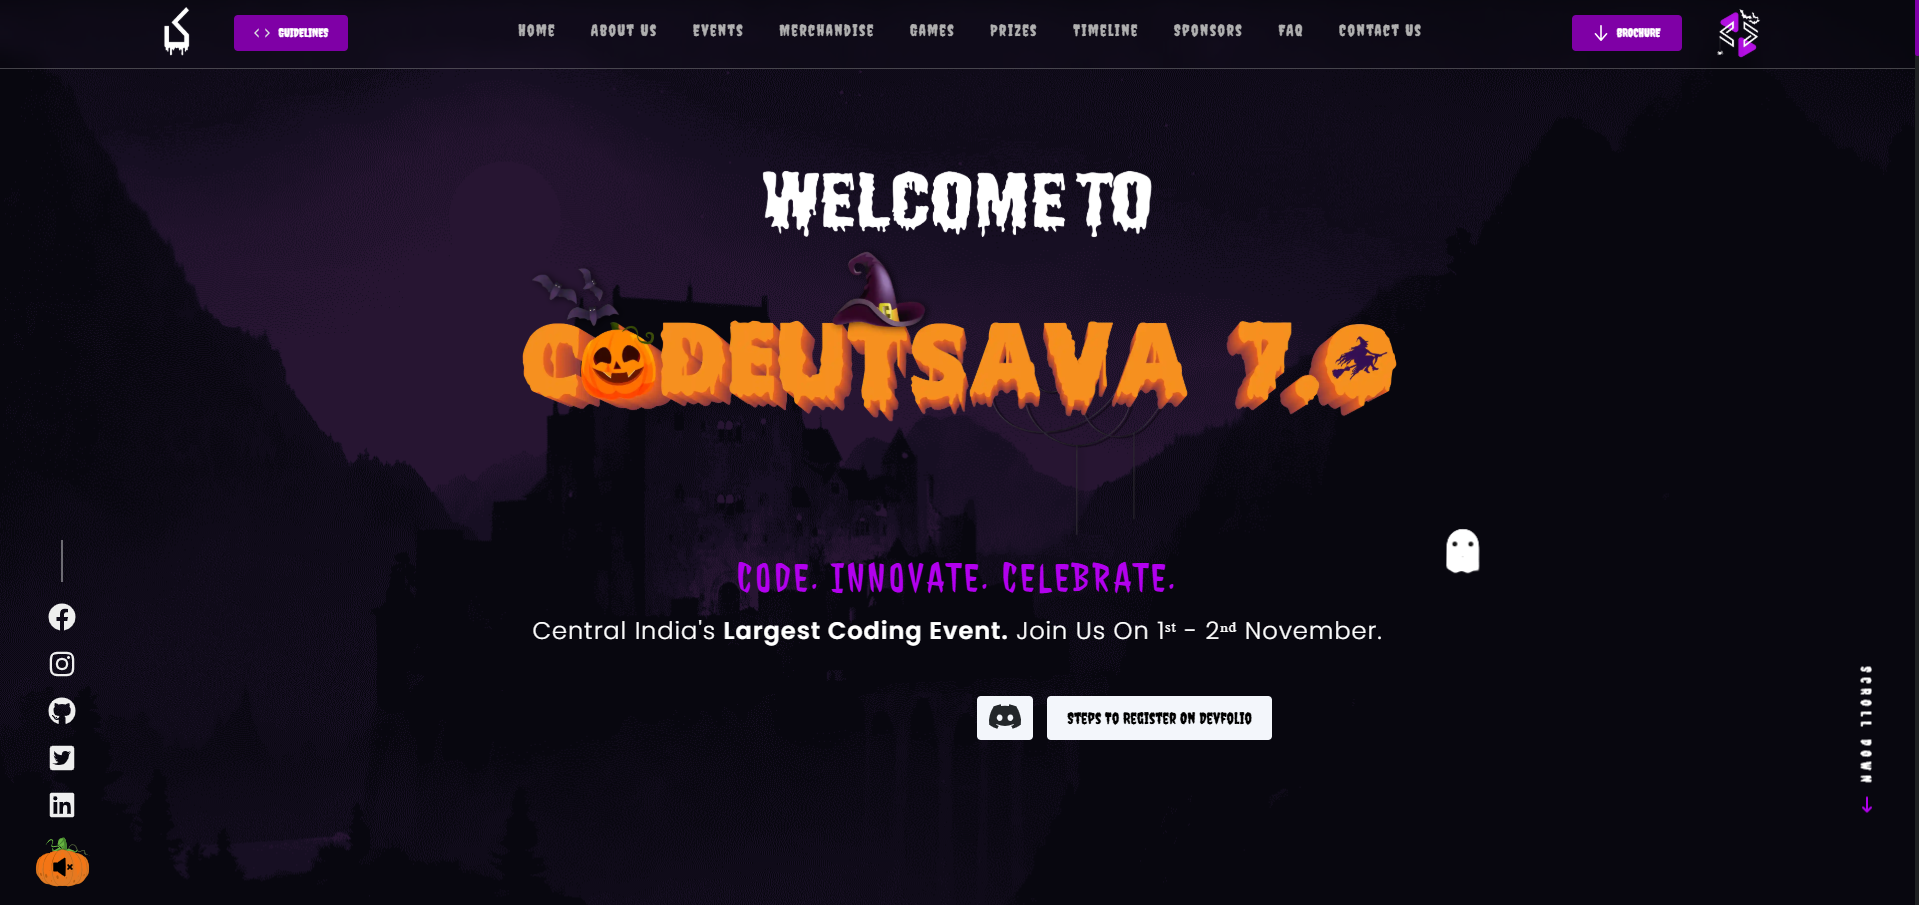 GUIDELINES
HOME ABOUT US EVENTS MERCHANDISE GAMES PRIZES TIMELINE SPONSORS FAQ CONTACT US
BROCHURE
WELCOME TO
CODEUTSAVA 7.0
CODE. INNOVATE. CELEBRATE.
Central India's Largest Coding Event. Join Us On 1st - 2nd November.
STEPS TO REGISTER ON DEVFOLIO
SCROLL DOWN